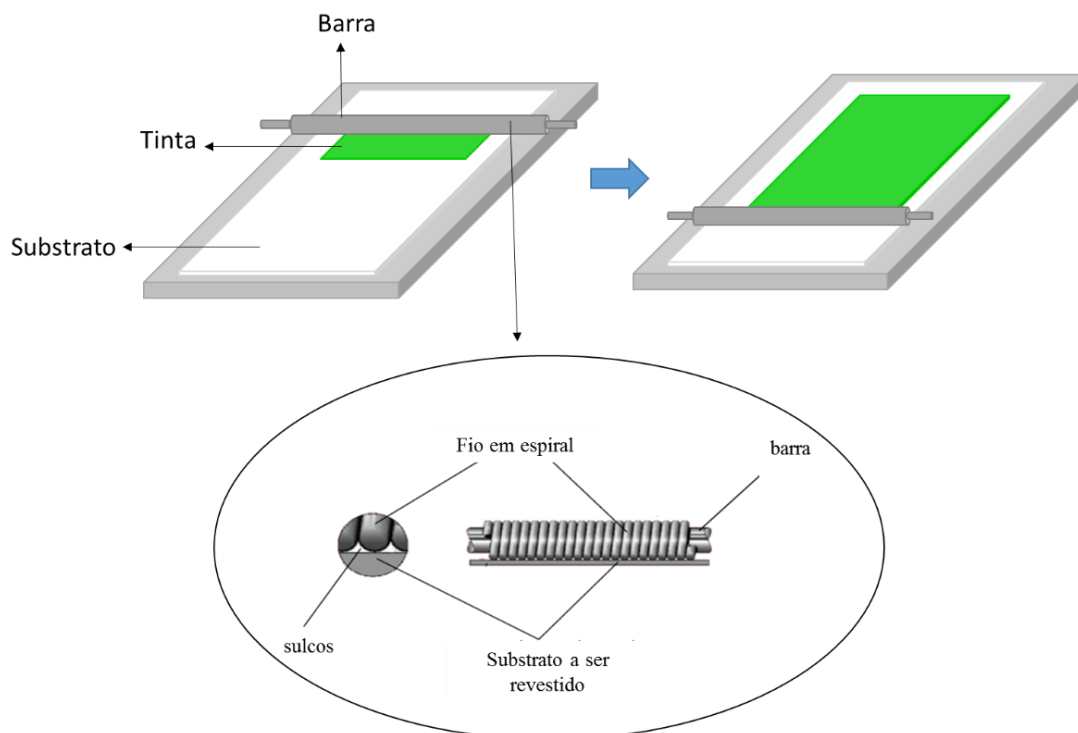 Barra
Tinta
Substrato
Fio em espiral
barra
sulcos
Substrato a ser
revestido